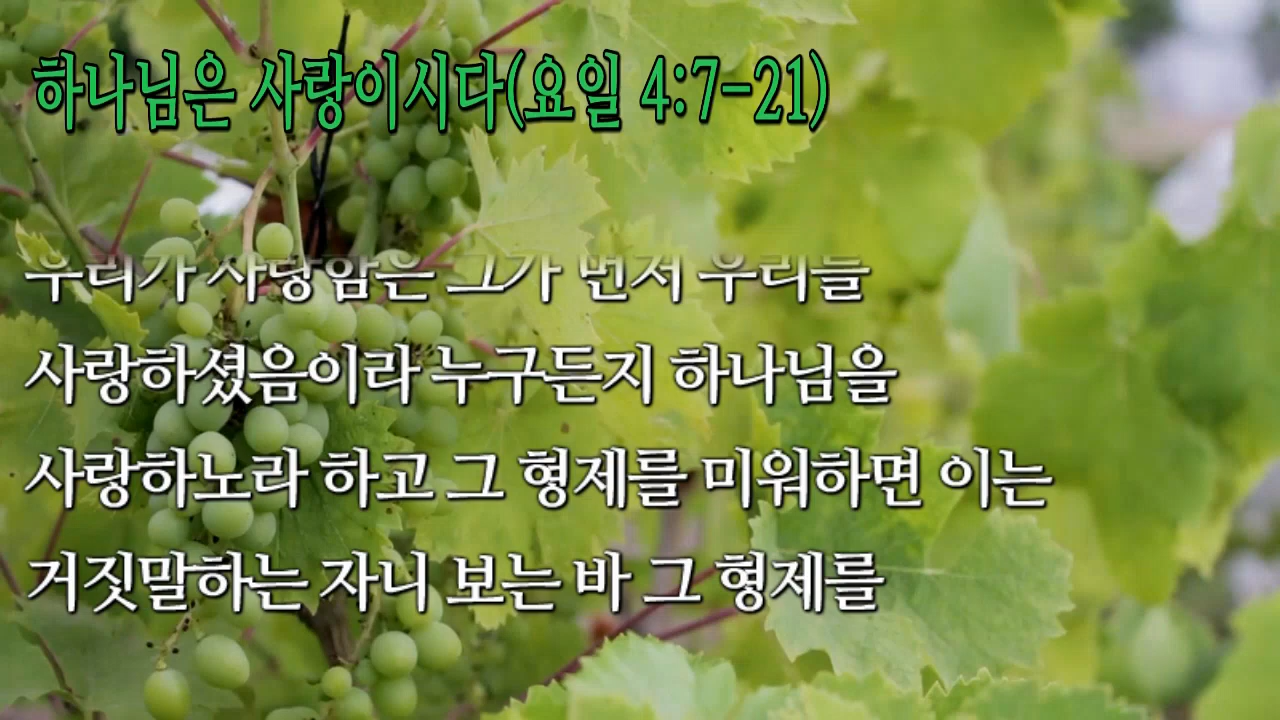 하나님은 사랑이시다(요일 4:7-21)
우리가 사랑함은 그가 먼저 우리를
사랑하셨음이라 누구든지 하나님을
사랑하노라 하고 그 형제를 미워하면 이는
거짓말하는 자니 보는 바 그 형제를